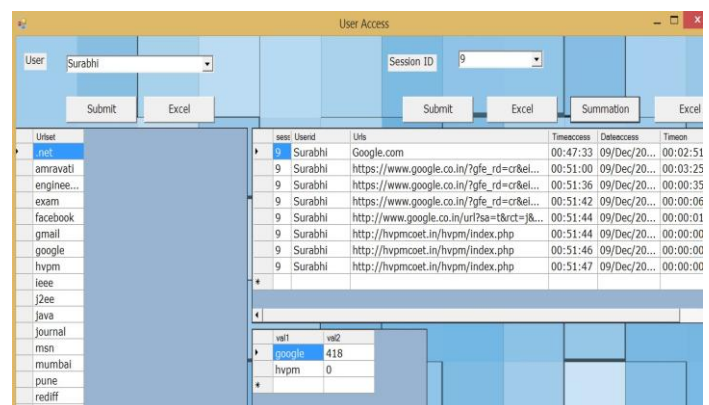 User Access
User Surabhi Session ID 9
Submit Excel Submit Excel Summation Excel
Urlset
.net
amravati
enginee...
exam
facebook
gmail
google
hvpm
ieee
j2ee
java
journal
msn
mumbai
pune
rediff
sess Userid Urls Timeaccess Dateaccess Timeon
9 Surabhi Google.com 00:47:33 09/Dec/20... 00:02:51
9 Surabhi https://www.google.co.in/?gfe_rd=cr&ei... 00:51:00 09/Dec/20... 00:03:25
9 Surabhi https://www.google.co.in/?gfe_rd=cr&ei... 00:51:36 09/Dec/20... 00:00:35
9 Surabhi https://www.google.co.in/?gfe_rd=cr&ei... 00:51:42 09/Dec/20... 00:00:06
9 Surabhi http://www.google.co.in/url?sa=t&rct=j&... 00:51:44 09/Dec/20... 00:00:01
9 Surabhi http://hvpmcoet.in/hvpm/index.php 00:51:44 09/Dec/20... 00:00:00
9 Surabhi http://hvpmcoet.in/hvpm/index.php 00:51:46 09/Dec/20... 00:00:00
9 Surabhi http://hvpmcoet.in/hvpm/index.php 00:51:47 09/Dec/20... 00:00:00
val1 val2
google 418
hvpm 0